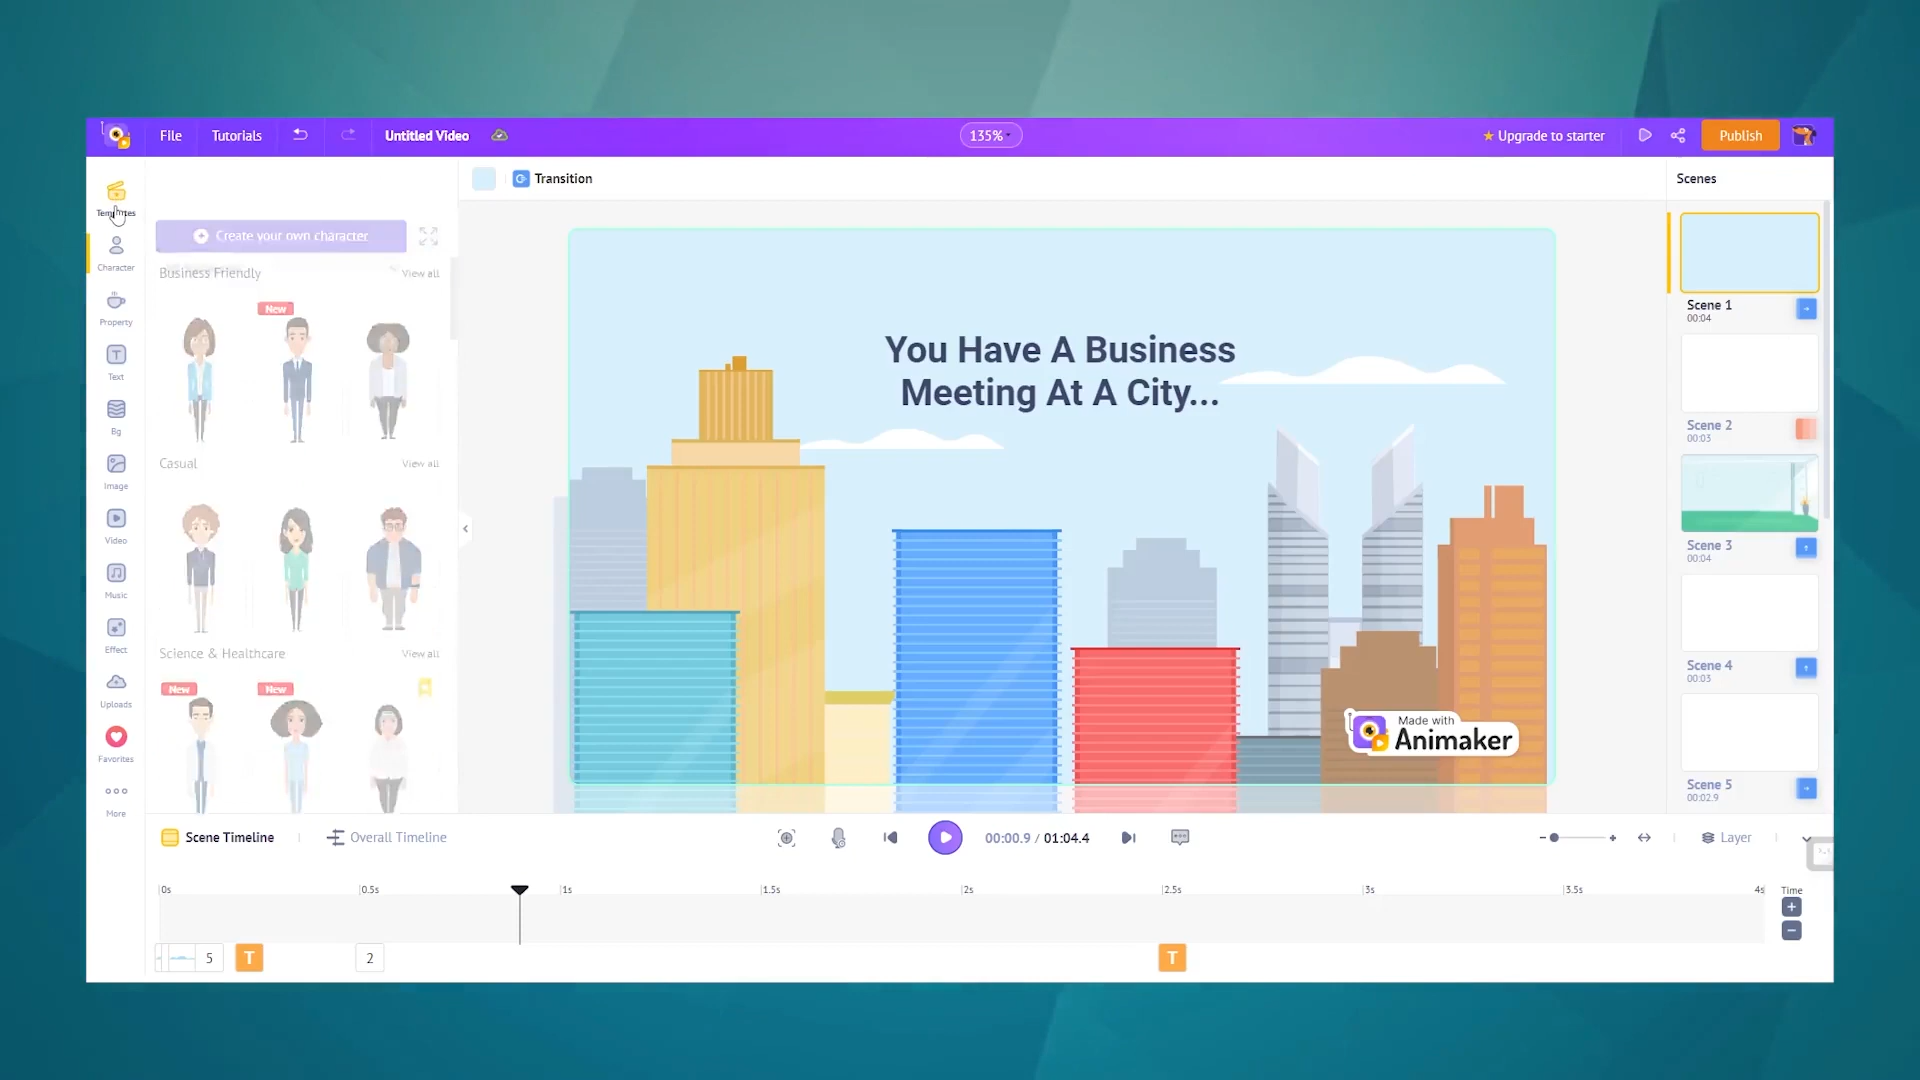 File
Tutorials
Untitled Video
135%
Upgrade to starter
Publish
Templates
Character
Property
Text
Bg
Image
Video
Music
Effect
Uploads
Favorites
More
Create your own character
Business Friendly
View all
New
Casual
View all
Science & Healthcare
View all
New
New
Transition
You Have A Business
Meeting At A City...
Made with
Animaker
Scenes
Scene 1
00:04
Scene 2
00:03
Scene 3
00:04
Scene 4
00:03
Scene 5
00:02.9
Scene Timeline
Overall Timeline
00:00.9 / 01:04.4
Layer
0s
0.5s
1s
1.5s
2s
2.5s
3s
3.5s
4s
Time
5
T
2
T